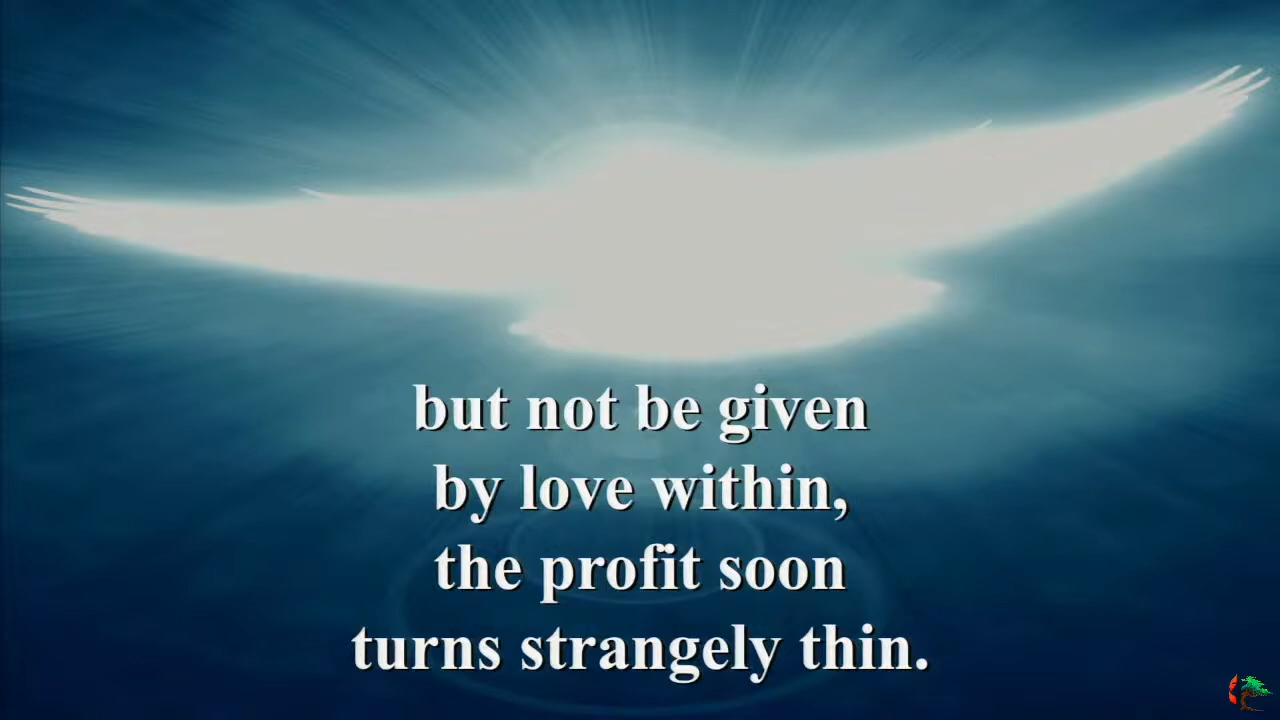 but not be given
by love within,
the profit soon
turns strangely thin.